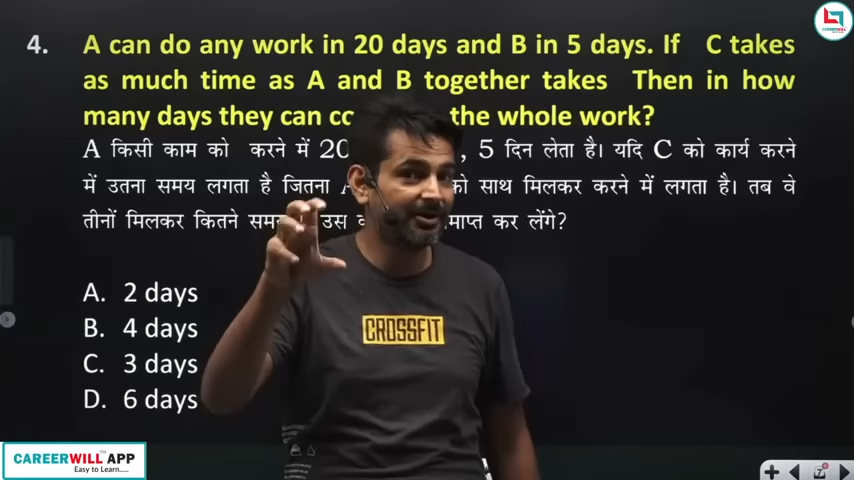 4. A can do any work in 20 days and B in 5 days. If C takes
as much time as A and B together takes Then in how
many days they can co the whole work?
A किसी काम को करने में 20 , 5 दिन लेता है। यदि C को कार्य करने
में उतना समय लगता है जितना को साथ मिलकर करने में लगता है। तब वे
तीनों मिलकर कितने उस कर लेंगे?
A. 2 days
B. 4 days
C. 3 days
D. 6 days
CROSSFIT
CAREERWILL APP
Easy to Learn.....
CAREERWILL